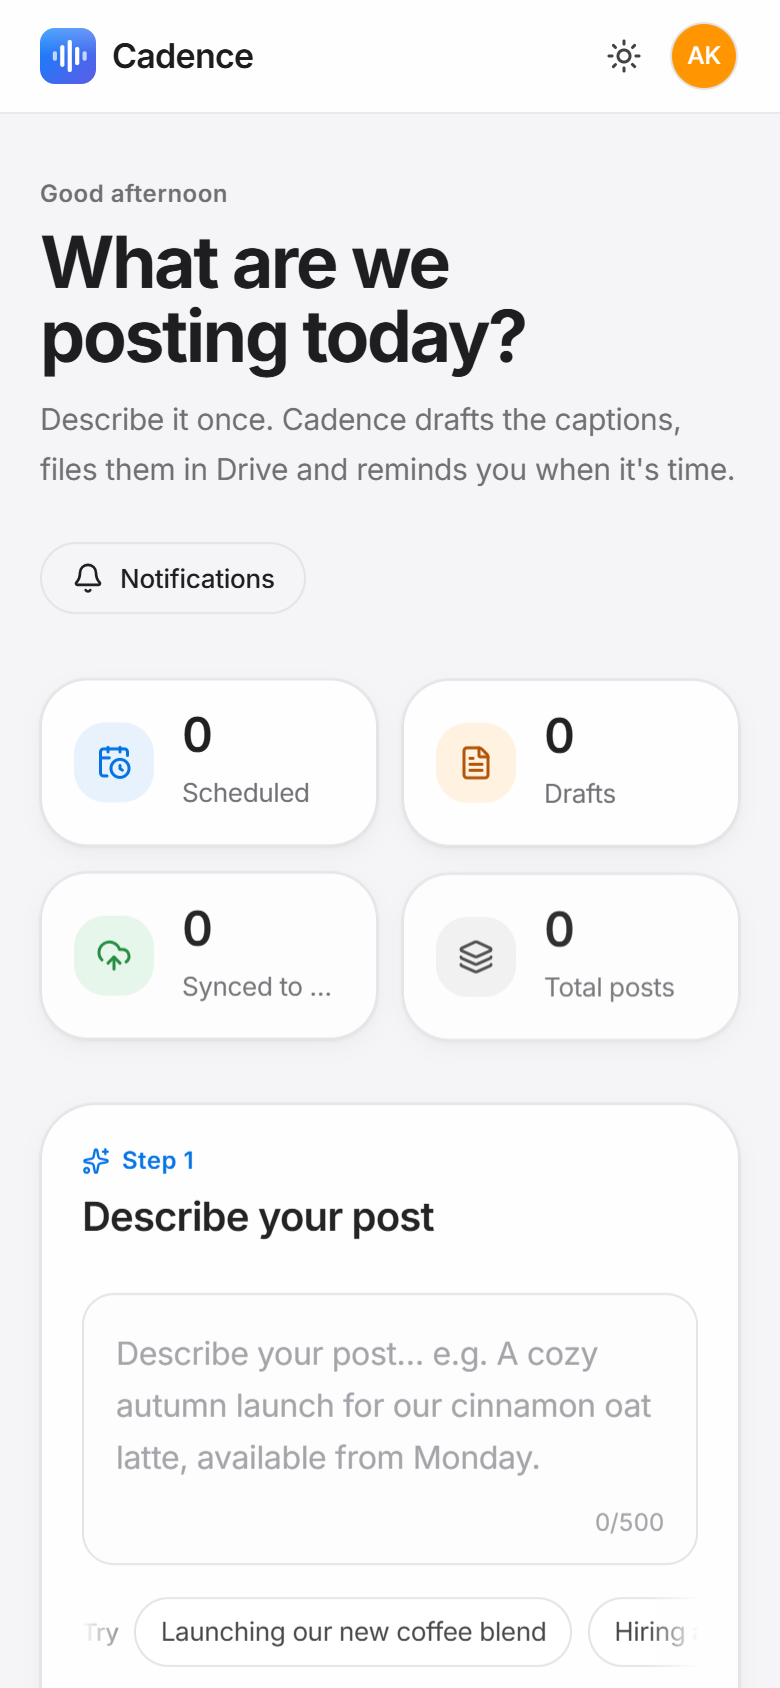 Cadence
AK
Good afternoon
What are we
posting today?
Describe it once. Cadence drafts the captions,
files them in Drive and reminds you when it's time.
Notifications
0
Scheduled
0
Drafts
0
Synced to ...
0
Total posts
Step 1
Describe your post
Describe your post... e.g. A cozy
autumn launch for our cinnamon oat
latte, available from Monday.
0/500
Try
Launching our new coffee blend
Hiring